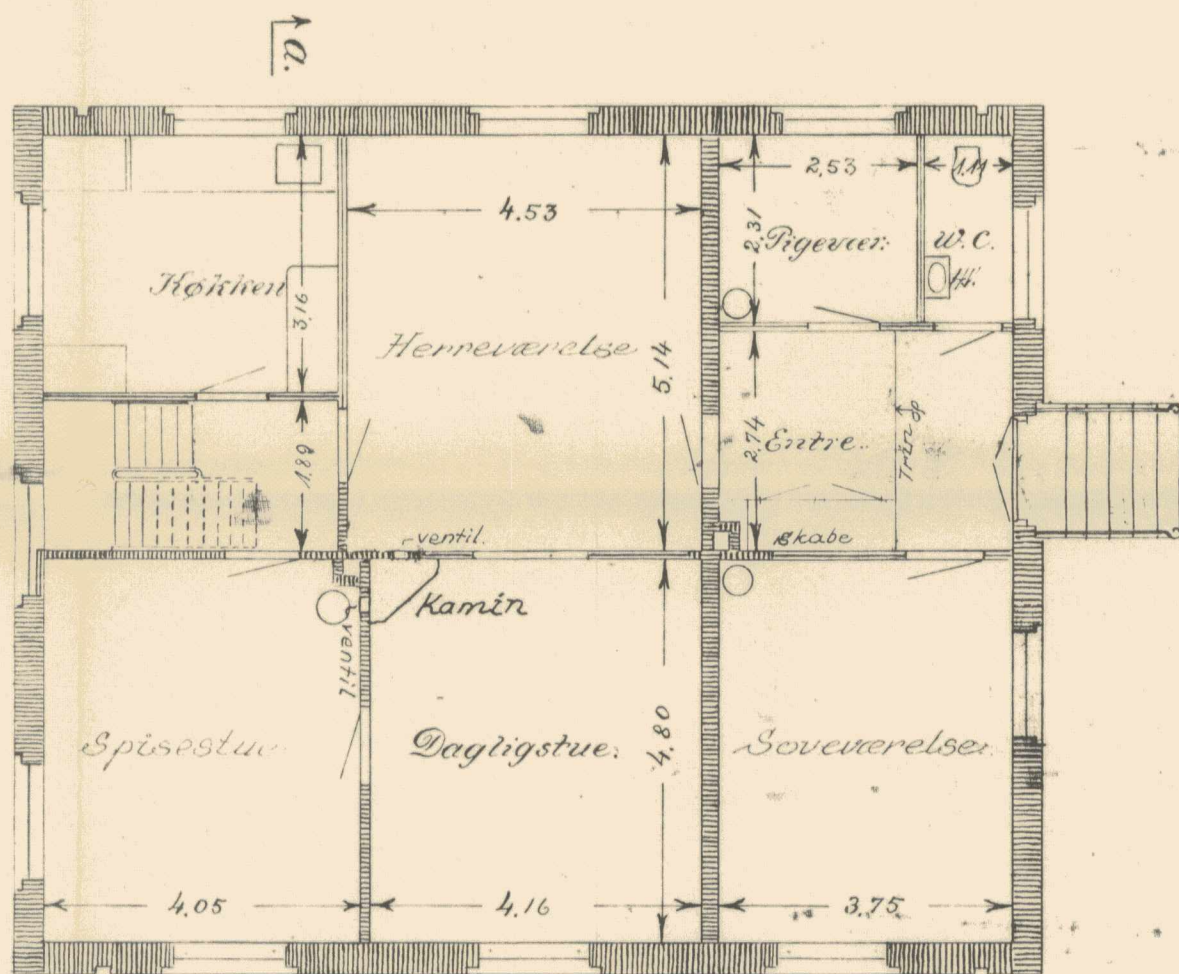 a.
2,53
1.11
4.53
2.31
Pigevær.
W.C.
Køkken
3,16
Herreværelse
5.14
2.74
Entre.
Trin op
1.89
ventil.
Skabe
Kamin
ventil
Spisestue
Dagligstue.
4.80
Soveværelse.
4.05
4.16
3.75